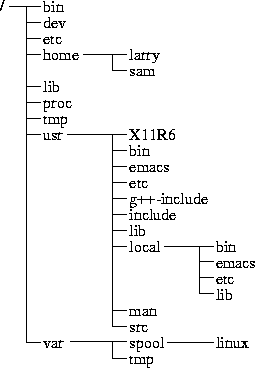 / bin
dev
etc
home larry
sam
lib
proc
tmp
usr X11R6
bin
emacs
etc
g++-include
include
lib
local bin
emacs
etc
lib
man
src
var spool linux
tmp